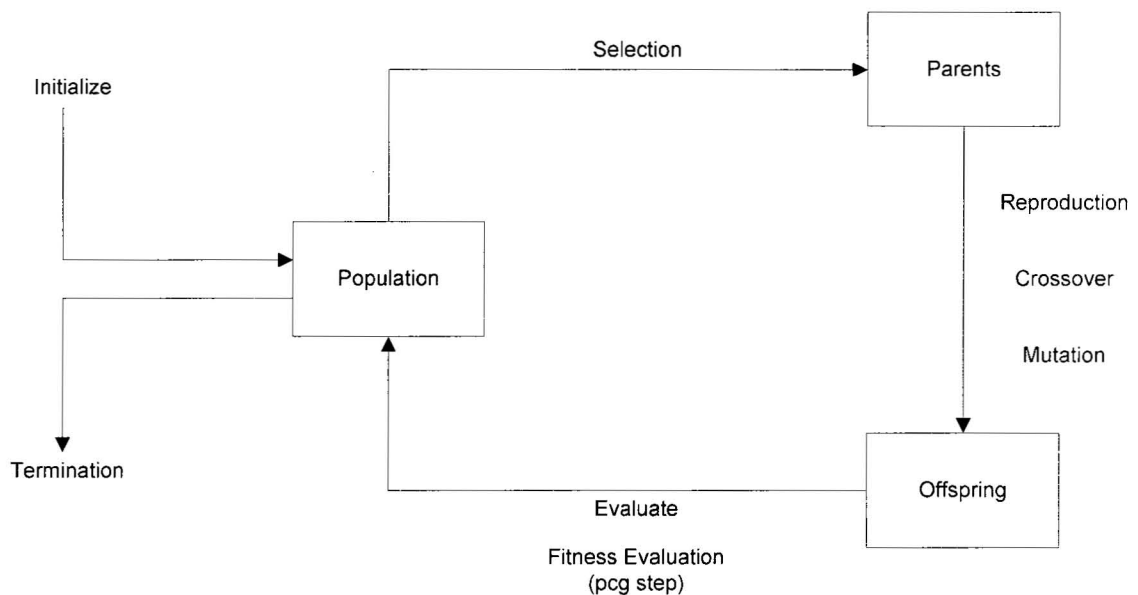 Selection
Parents
Initialize
Reproduction
Population
Crossover
Mutation
Termination
Offspring
Evaluate
Fitness Evaluation
(pcg step)